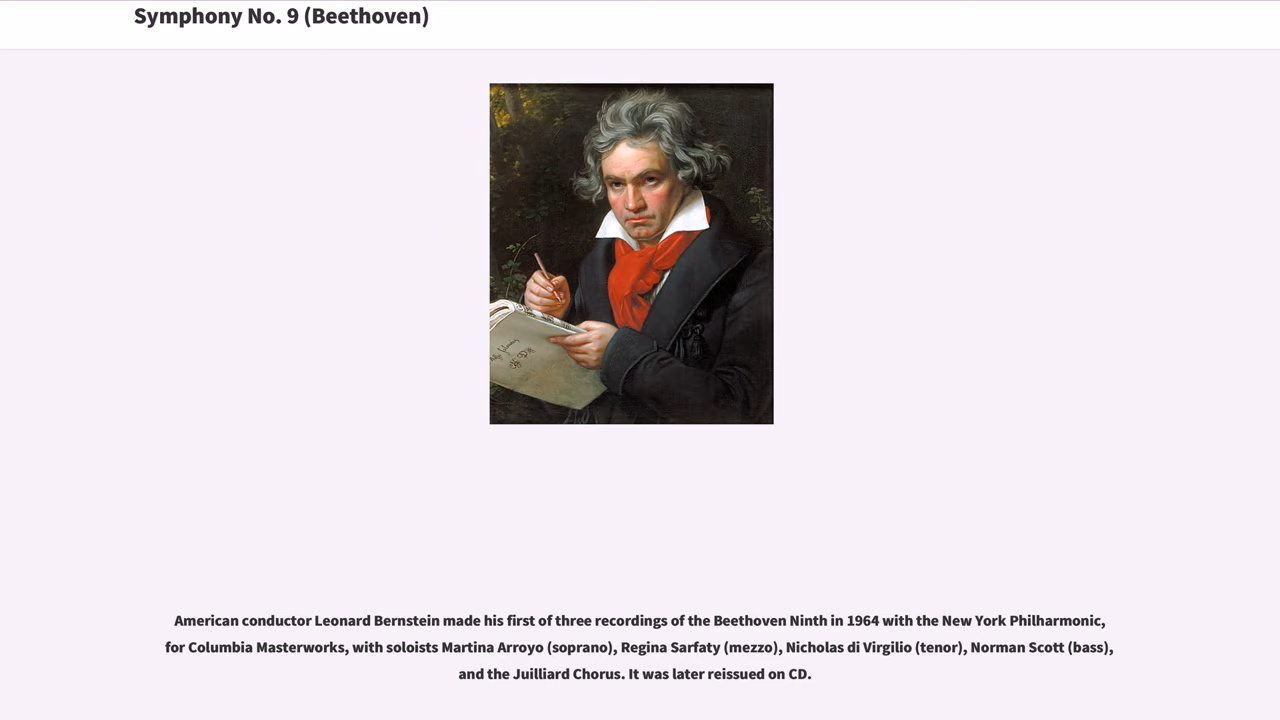 Symphony No. 9 (Beethoven)
American conductor Leonard Bernstein made his first of three recordings of the Beethoven Ninth in 1964 with the New York Philharmonic,
for Columbia Masterworks, with soloists Martina Arroyo (soprano), Regina Sarfaty (mezzo), Nicholas di Virgilio (tenor), Norman Scott (bass),
and the Juilliard Chorus. It was later reissued on CD.